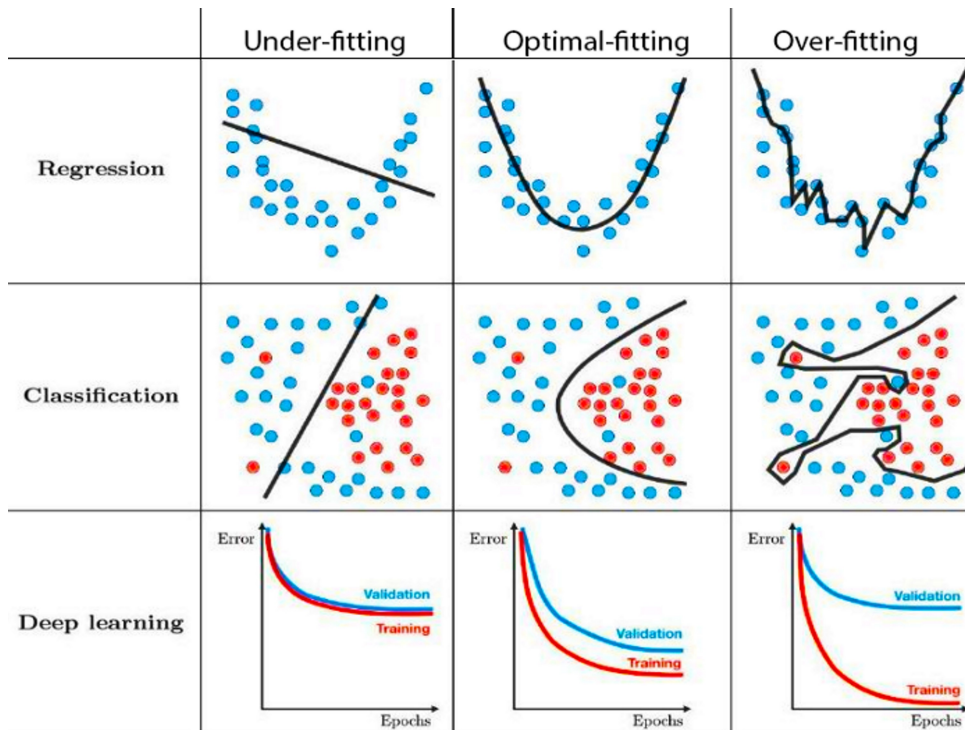 Under-fitting
Optimal-fitting
Over-fitting
Regression
Classification
Deep learning
Error
Validation
Training
Epochs
Error
Validation
Training
Epochs
Error
Validation
Training
Epochs